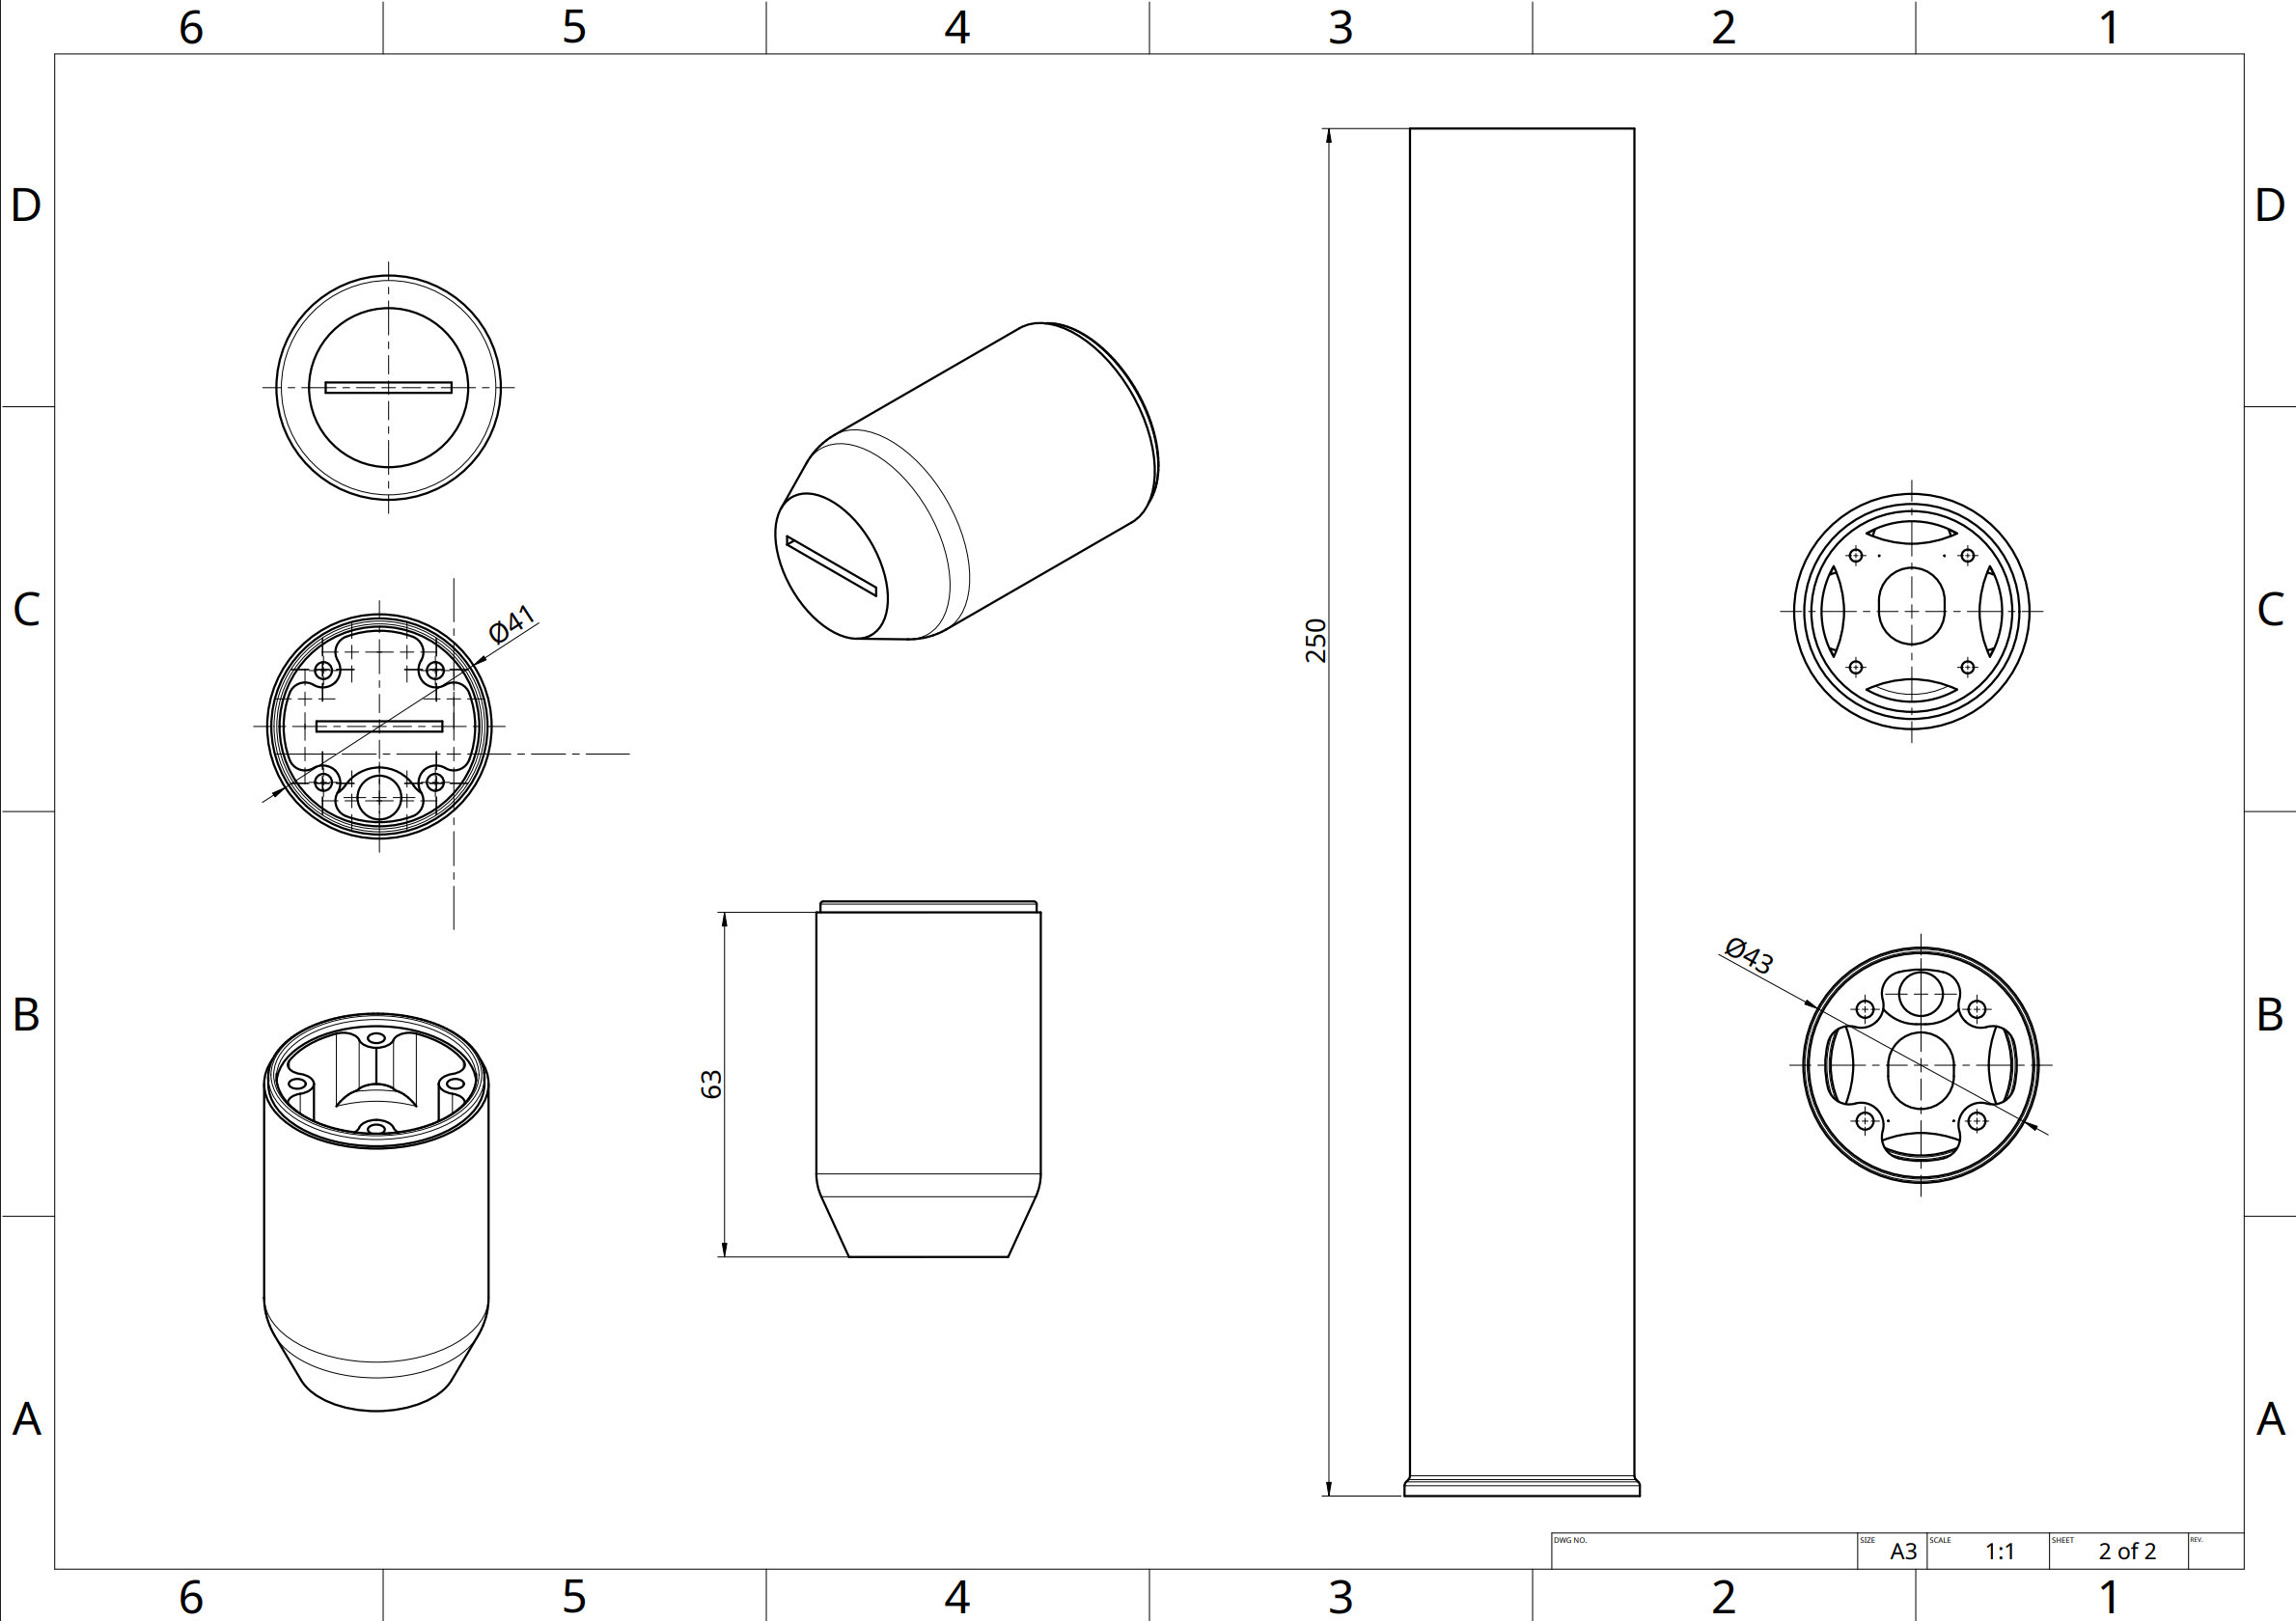 6 5 4 3 2 1
D D
C C
B B
A A
Ø41
63
250
Ø43
DWG NO.
SIZE A3
SCALE 1:1
SHEET 2 of 2
REV.
6 5 4 3 2 1